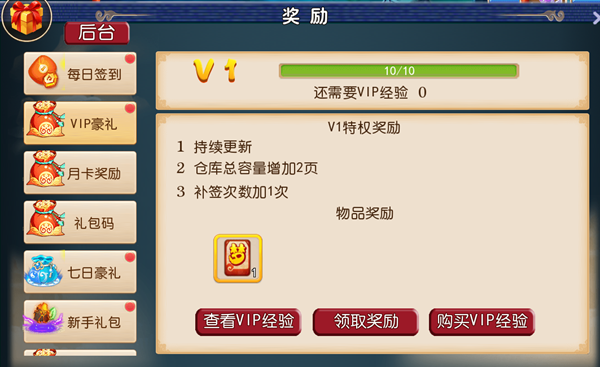 奖励
后台
每日签到
VIP豪礼
月卡奖励
礼包码
七日豪礼
新手礼包
V1
10/10
还需要VIP经验 0
V1特权奖励
1 持续更新
2 仓库总容量增加2页
3 补签次数加1次
物品奖励
1
查看VIP经验
领取奖励
购买VIP经验